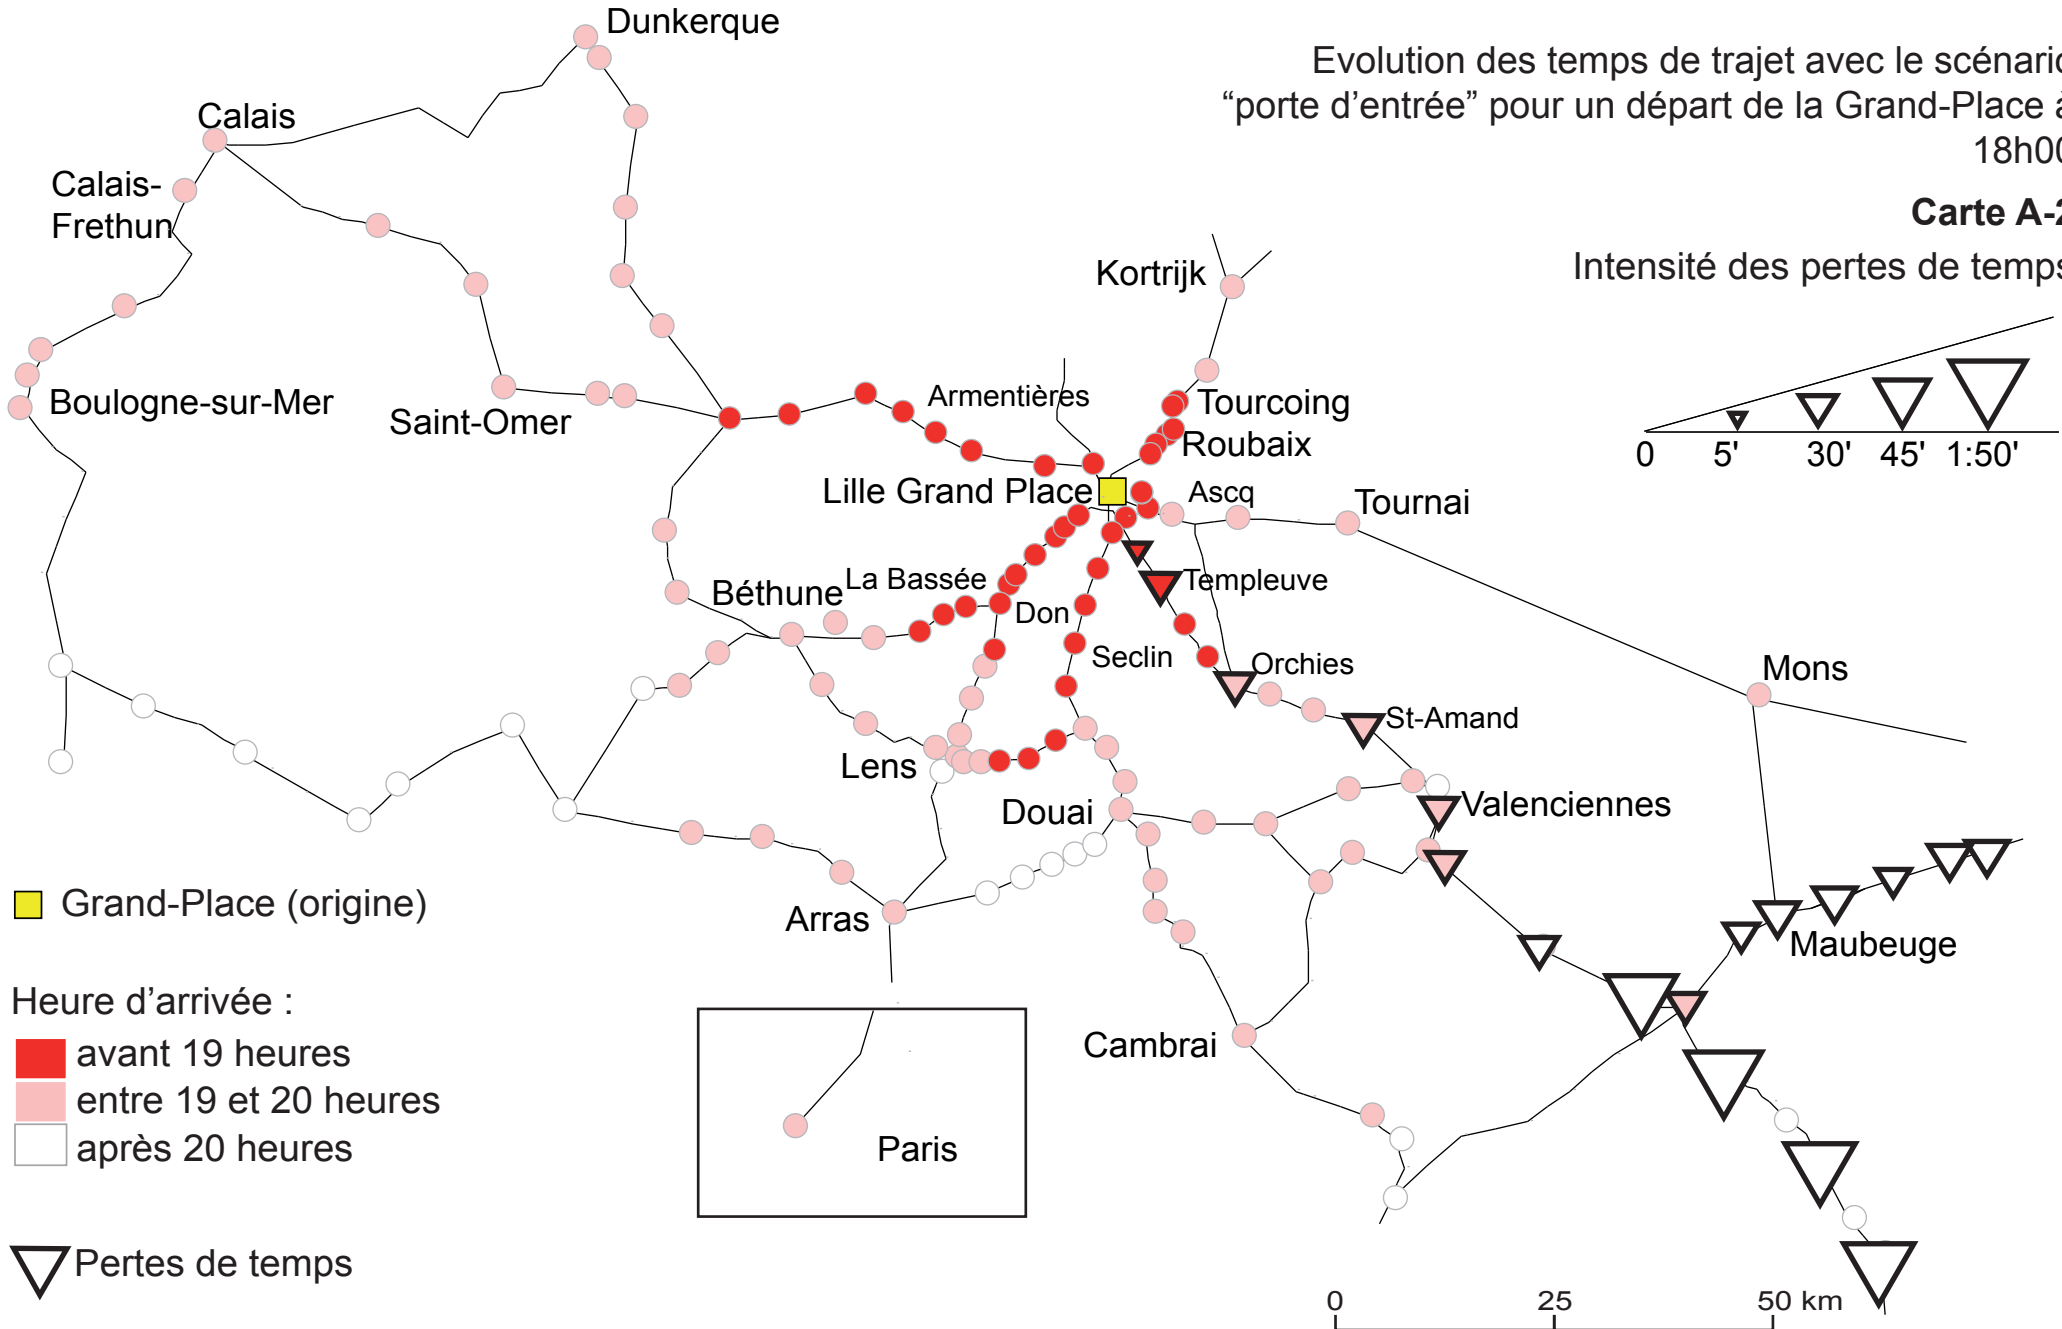 Dunkerque
Evolution des temps de trajet avec le scénario
“porte d’entrée” pour un départ de la Grand-Place à
18h00
Calais
Calais-
Frethun
Carte A-2
Kortrijk
Intensité des pertes de temps
Boulogne-sur-Mer
Saint-Omer
Armentières
Tourcoing
Roubaix
0 5' 30' 45' 1:50'
Lille Grand Place
Ascq
Tournai
Béthune
La Bassée
Don
Templeuve
Seclin
Orchies
Mons
St-Amand
Lens
Douai
Valenciennes
Grand-Place (origine)
Arras
Maubeuge
Heure d’arrivée :
avant 19 heures
entre 19 et 20 heures
après 20 heures
Cambrai
Paris
Pertes de temps
0 25 50 km